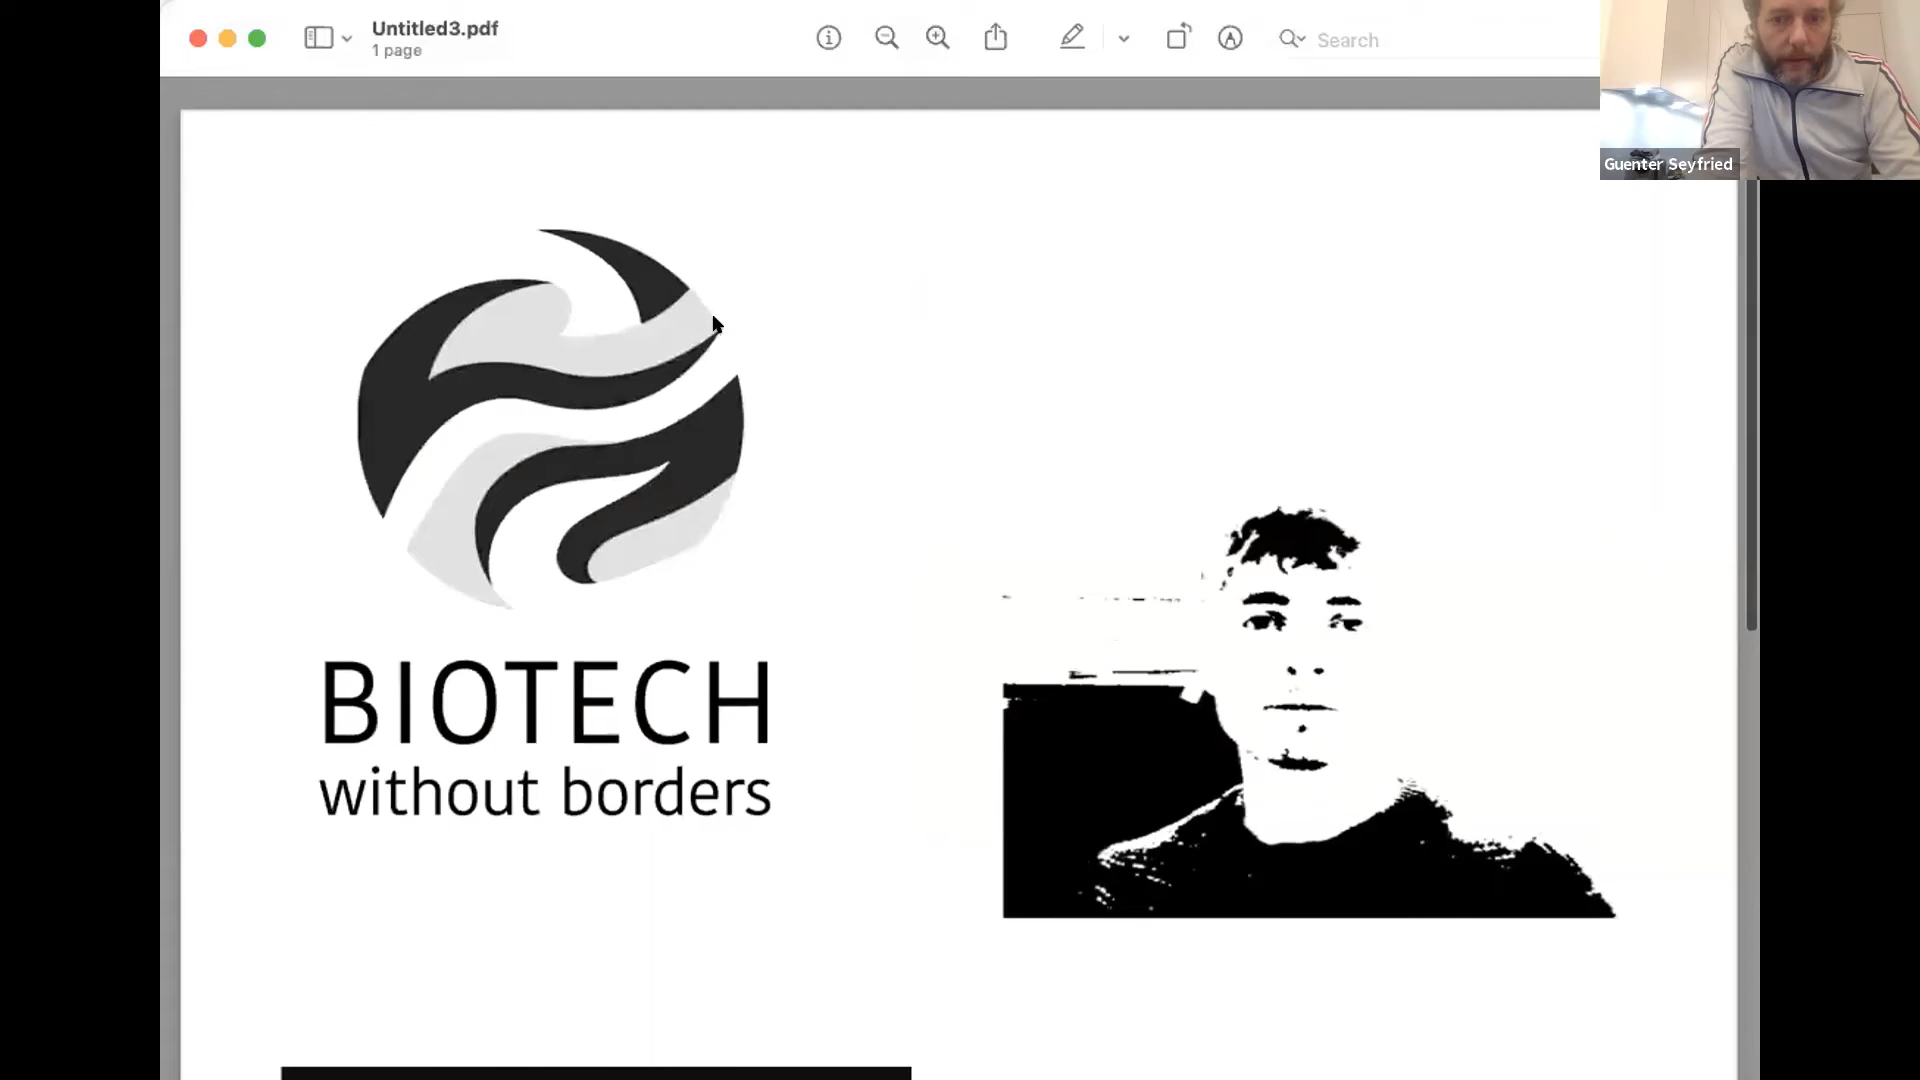 Untitled3.pdf
1 page
Search
Guenter Seyfried
BIOTECH
without borders